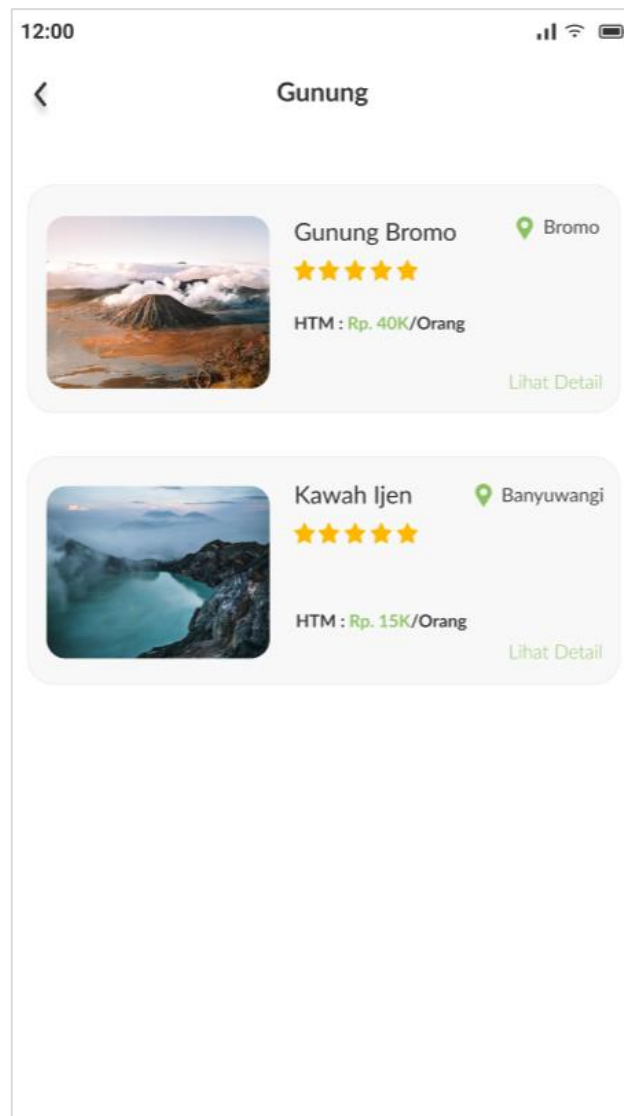 12:00
Gunung
Gunung Bromo
Bromo
HTM : Rp. 40K/Orang
Lihat Detail
Kawah Ijen
Banyuwangi
HTM : Rp. 15K/Orang
Lihat Detail